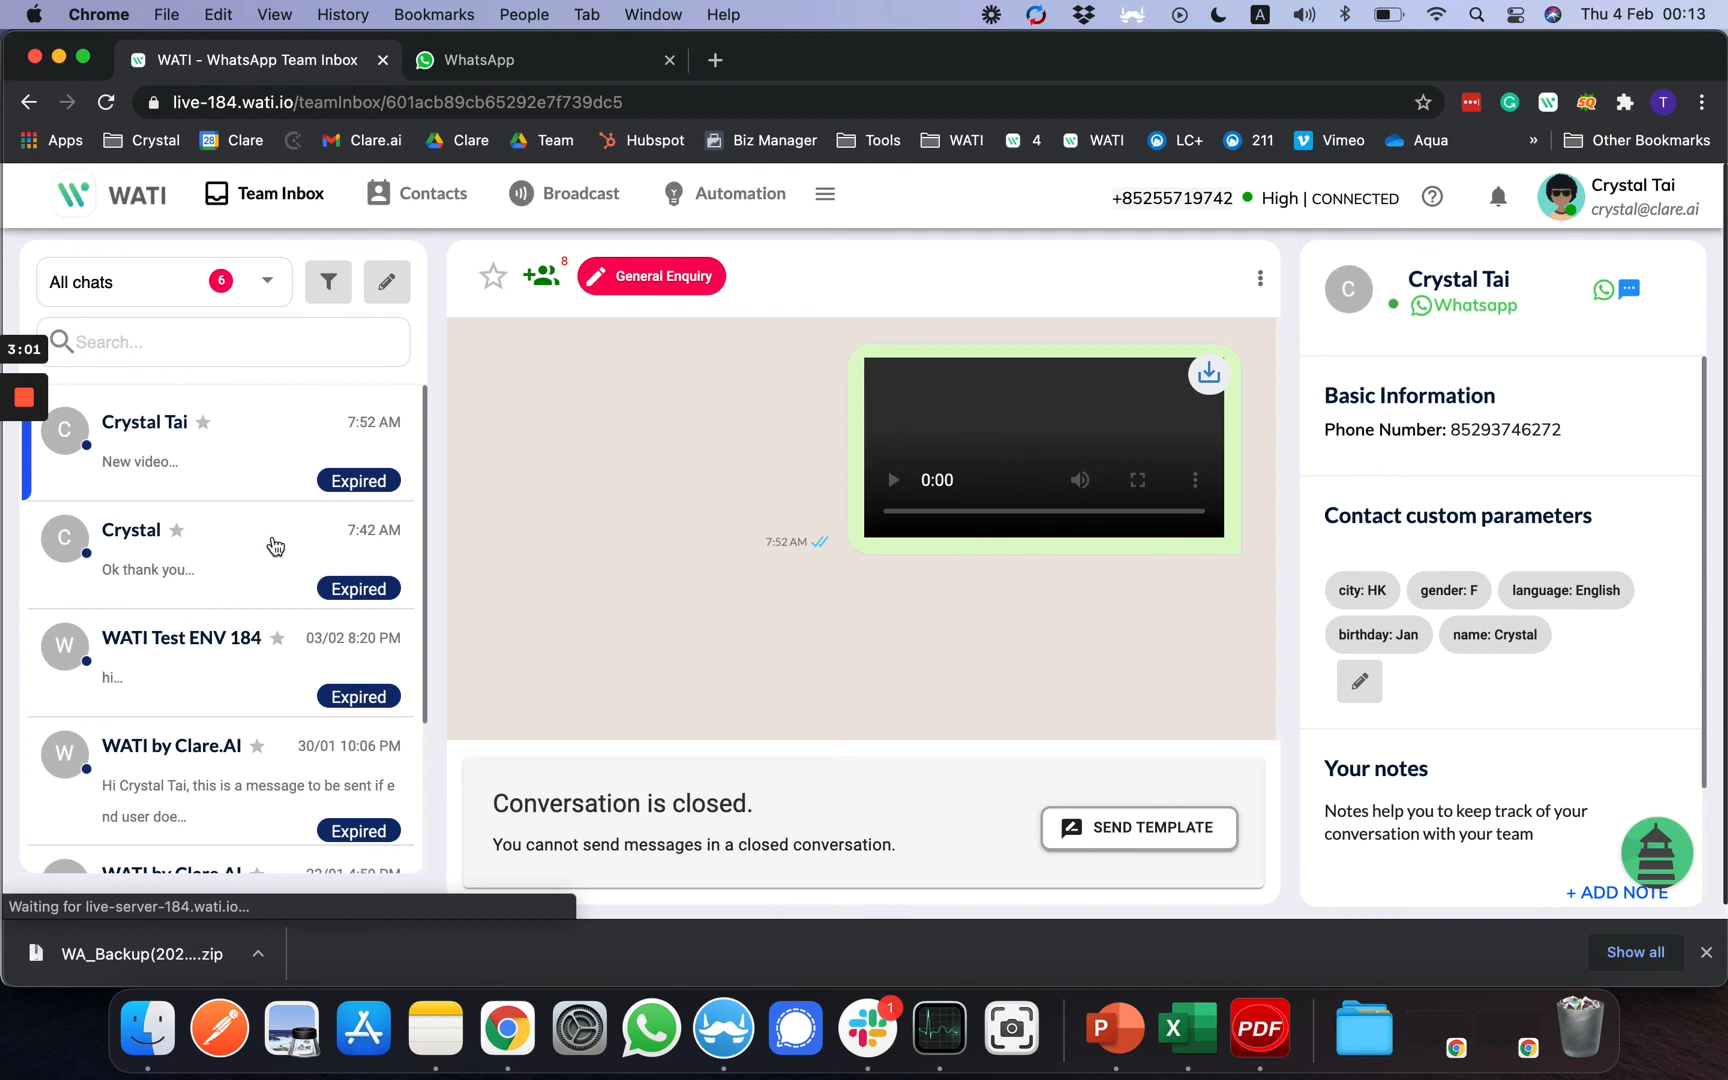 Chrome File Edit View History Bookmarks People Tab Window Help A Thu 4 Feb 00:13
WATI - WhatsApp Team Inbox WhatsApp
live-184.wati.io/teamInbox/601acb89cb65292e7f739dc5 SQ T
Apps Crystal 28 Clare Clare.ai Clare Team Hubspot Biz Manager Tools WATI 4 WATI LC+ 211 Vimeo Aqua » Other Bookmarks
WATI Team Inbox Contacts Broadcast Automation +85255719742 High | CONNECTED ? Crystal Tai
crystal@clare.ai
All chats 6
8 General Enquiry
C Crystal Tai
Whatsapp
Search...
3:01
C Crystal Tai 7:52 AM
New video...
Expired
C Crystal 7:42 AM
Ok thank you...
Expired
W WATI Test ENV 184 03/02 8:20 PM
hi...
Expired
W WATI by Clare.AI 30/01 10:06 PM
Hi Crystal Tai, this is a message to be sent if e
nd user doe...
Expired
0:00
7:52 AM
Conversation is closed.
You cannot send messages in a closed conversation.
SEND TEMPLATE
Basic Information
Phone Number: 85293746272
Contact custom parameters
city: HK gender: F language: English
birthday: Jan name: Crystal
Your notes
Notes help you to keep track of your
conversation with your team
+ ADD NOTE
Waiting for live-server-184.wati.io...
WA_Backup(202....zip Show all
1 P X PDF